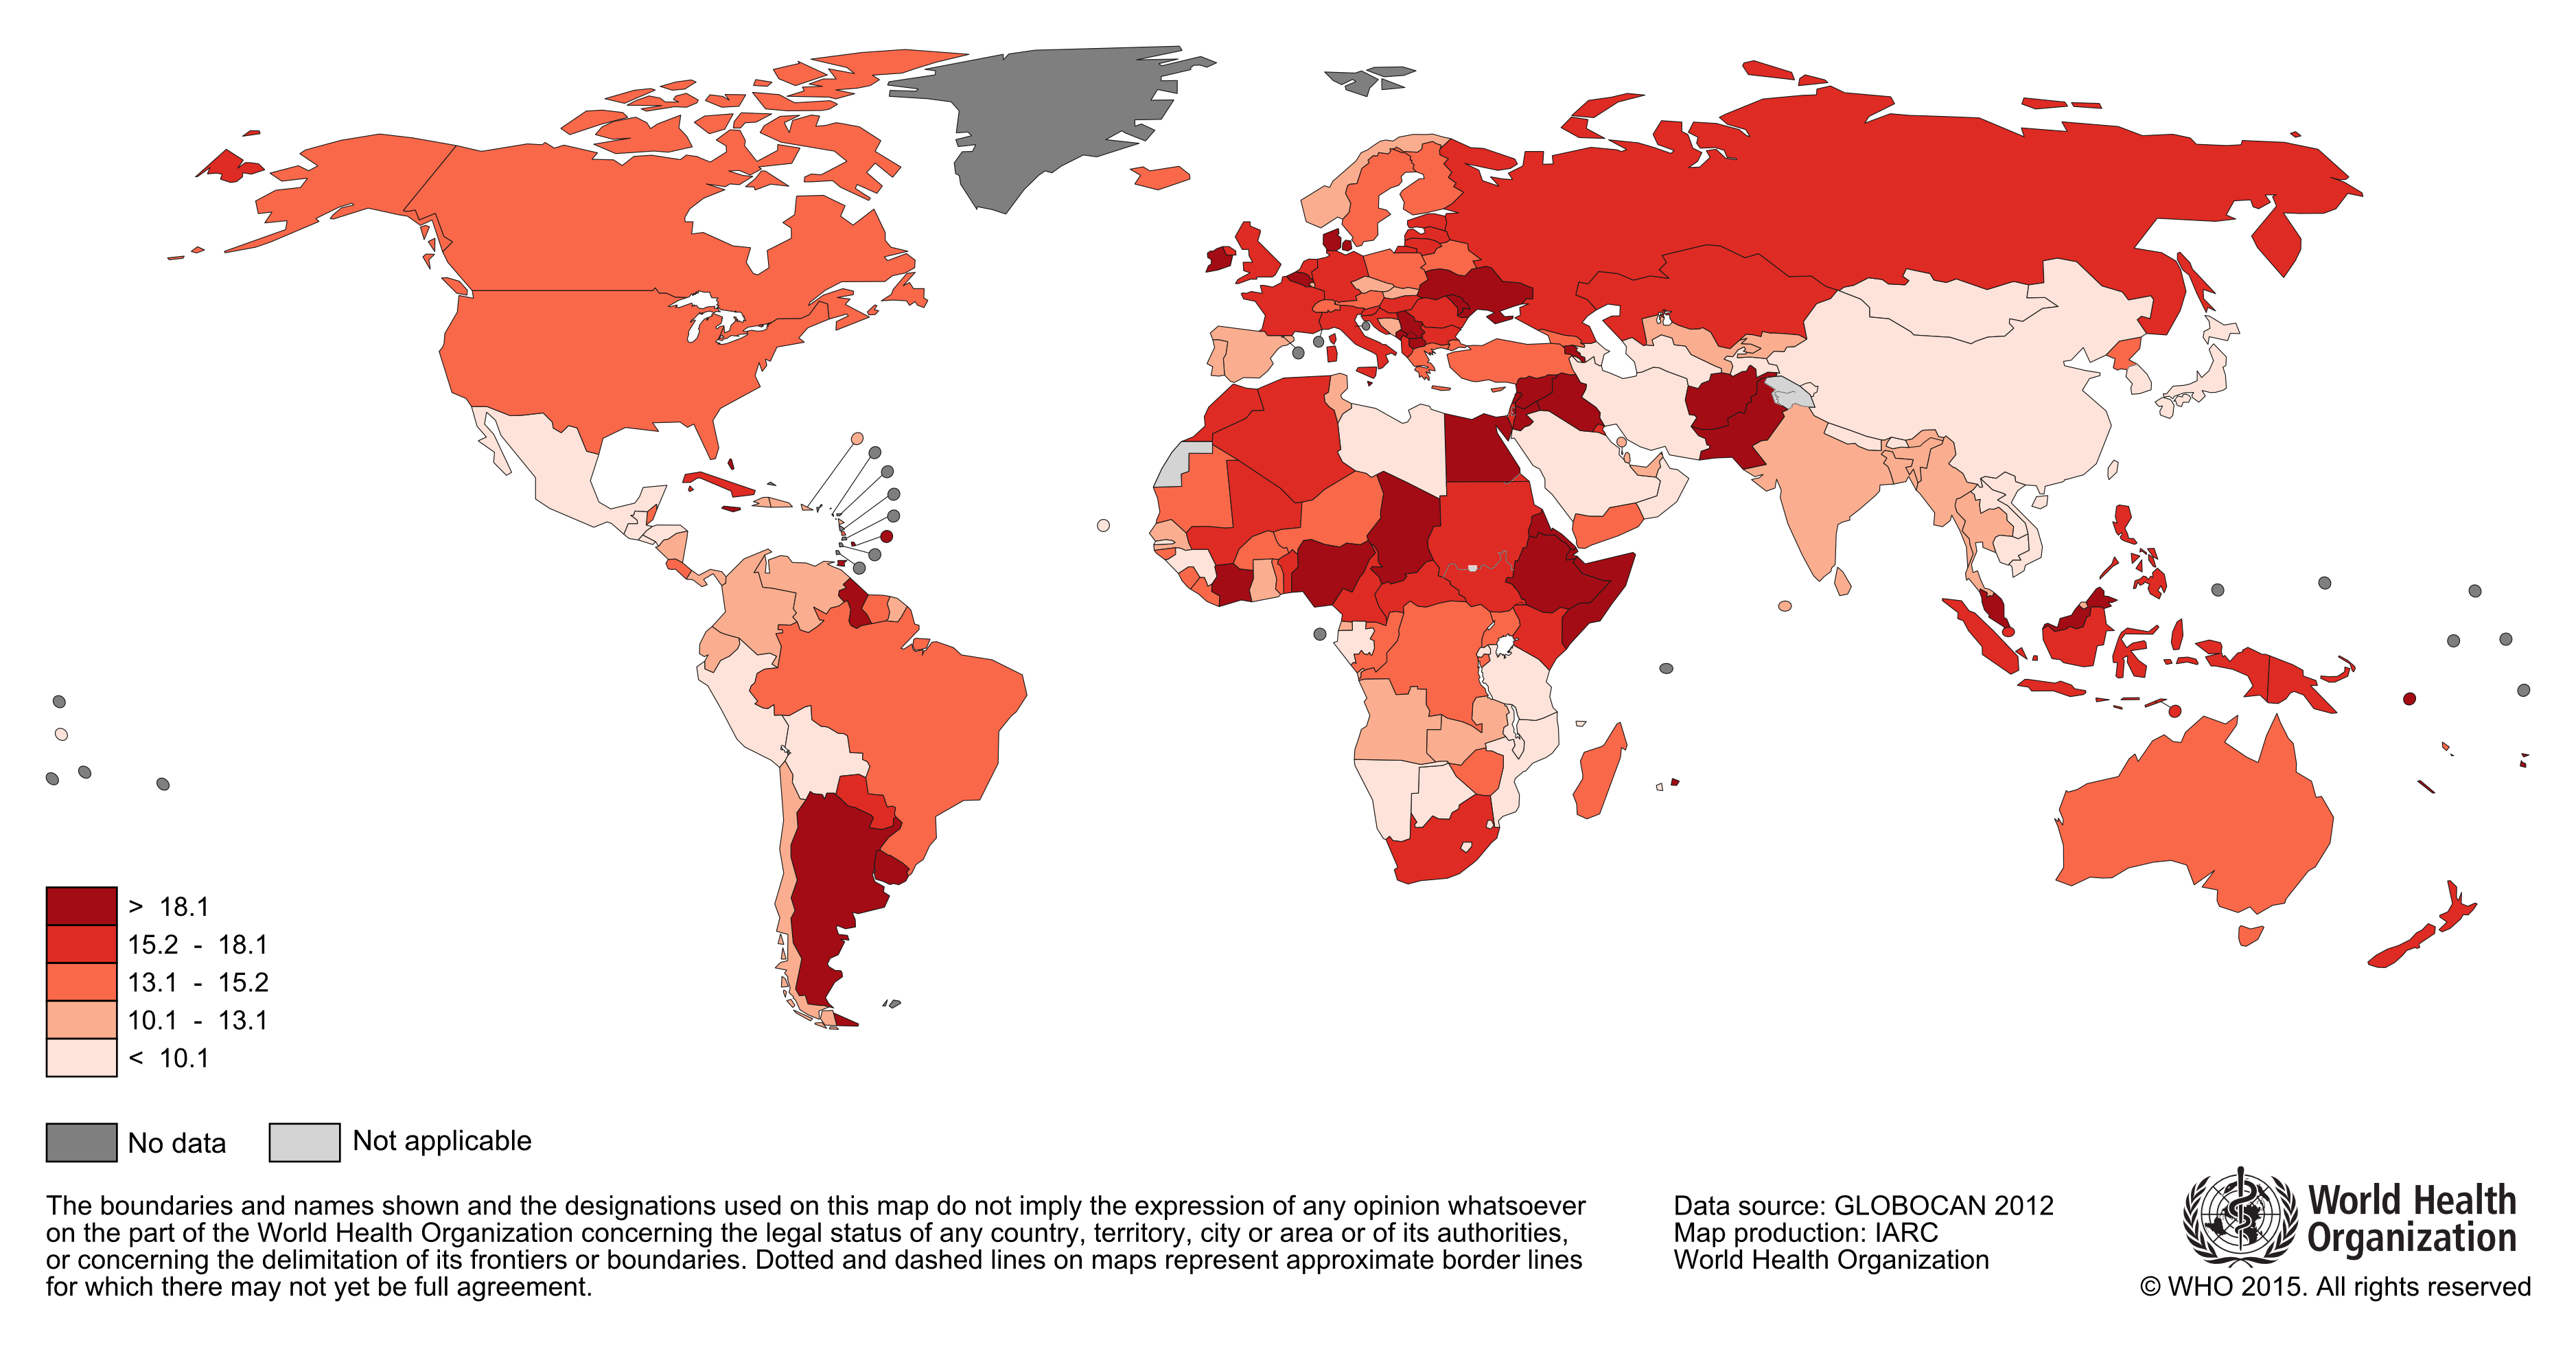 > 18.1
15.2 - 18.1
13.1 - 15.2
10.1 - 13.1
< 10.1
No data
Not applicable
The boundaries and names shown and the designations used on this map do not imply the expression of any opinion whatsoever
on the part of the World Health Organization concerning the legal status of any country, territory, city or area or of its authorities,
or concerning the delimitation of its frontiers or boundaries. Dotted and dashed lines on maps represent approximate border lines
for which there may not yet be full agreement.
Data source: GLOBOCAN 2012
Map production: IARC
World Health Organization
World Health
Organization
© WHO 2015. All rights reserved